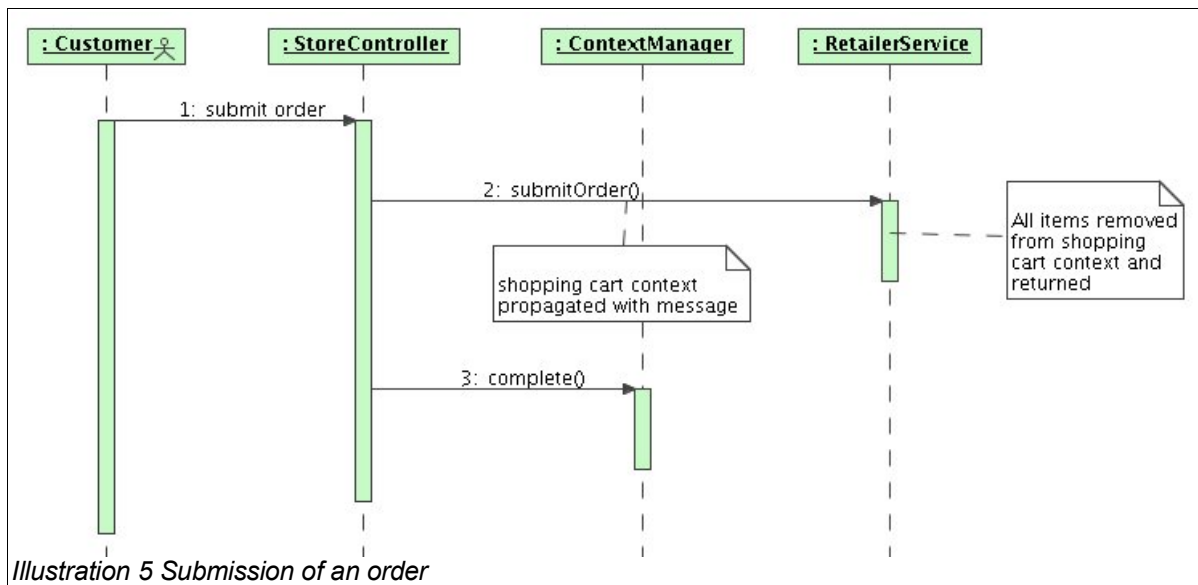 : Customer
: StoreController
: ContextManager
: RetailerService
1: submit order
2: submitOrder()
shopping cart context
propagated with message
All items removed
from shopping
cart context and
returned
3: complete()
Illustration 5 Submission of an order